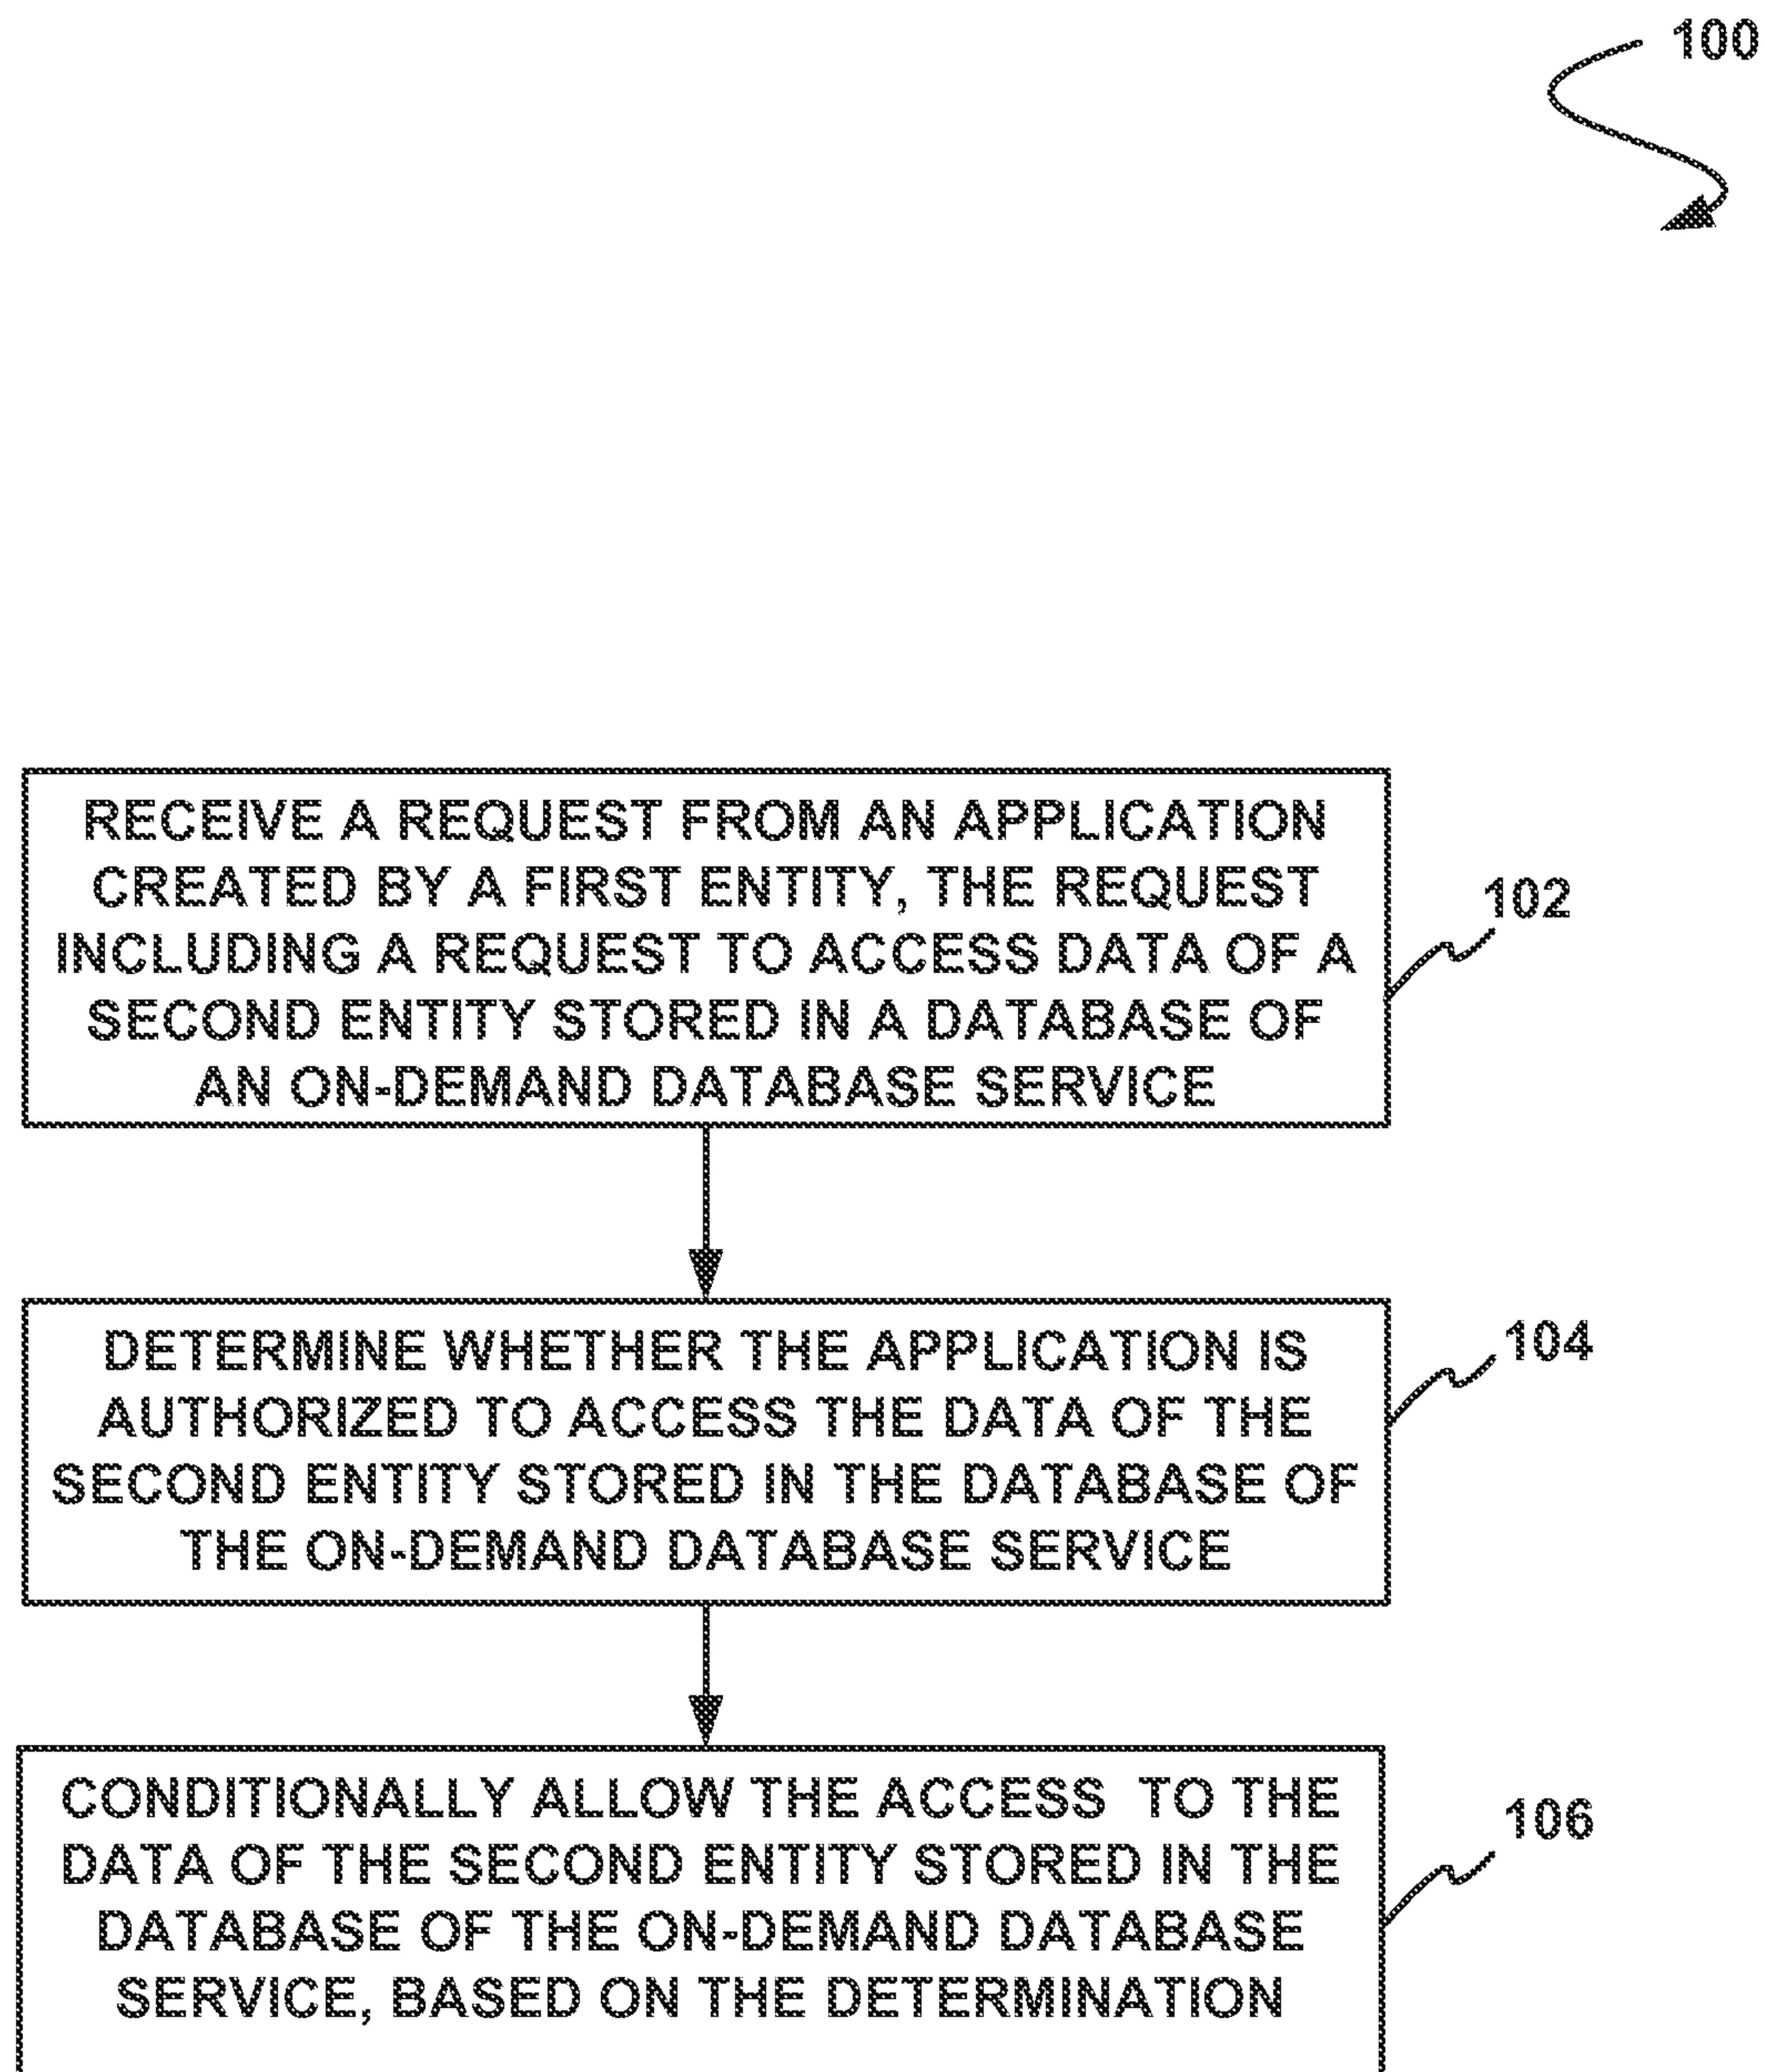 100
RECEIVE A REQUEST FROM AN APPLICATION
CREATED BY A FIRST ENTITY, THE REQUEST
INCLUDING A REQUEST TO ACCESS DATA OF A
SECOND ENTITY STORED IN A DATABASE OF
AN ON-DEMAND DATABASE SERVICE
102
DETERMINE WHETHER THE APPLICATION IS
AUTHORIZED TO ACCESS THE DATA OF THE
SECOND ENTITY STORED IN THE DATABASE OF
THE ON-DEMAND DATABASE SERVICE
104
CONDITIONALLY ALLOW THE ACCESS TO THE
DATA OF THE SECOND ENTITY STORED IN THE
DATABASE OF THE ON-DEMAND DATABASE
SERVICE, BASED ON THE DETERMINATION
106